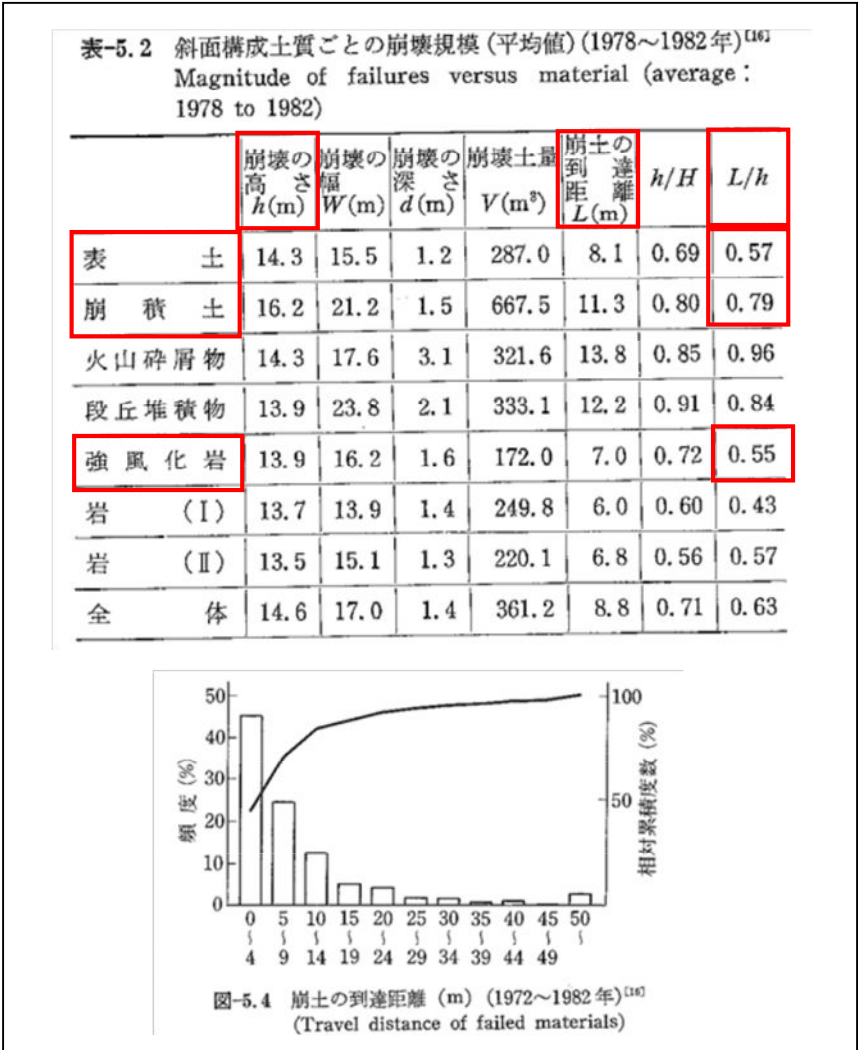 表-5.2 斜面構成土質ごとの崩壊規模(平均値)(1978～1982年)[16]
Magnitude of failures versus material (average:
1978 to 1982)
崩壊の高さh(m) 崩壊の幅W(m) 崩壊の深さd(m) 崩壊土量V(m³) 崩土の到達距離L(m) h/H L/h
表土 14.3 15.5 1.2 287.0 8.1 0.69 0.57
崩積土 16.2 21.2 1.5 667.5 11.3 0.80 0.79
火山砕屑物 14.3 17.6 3.1 321.6 13.8 0.85 0.96
段丘堆積物 13.9 23.8 2.1 333.1 12.2 0.91 0.84
強風化岩 13.9 16.2 1.6 172.0 7.0 0.72 0.55
岩(Ⅰ) 13.7 13.9 1.4 249.8 6.0 0.60 0.43
岩(Ⅱ) 13.5 15.1 1.3 220.1 6.8 0.56 0.57
全体 14.6 17.0 1.4 361.2 8.8 0.71 0.63
頻度(%)
50
40
30
20
10
0
100
50
相対累積度数(%)
0 5 10 15 20 25 30 35 40 45 50
～ ～ ～ ～ ～ ～ ～ ～ ～ ～ ～
4 9 14 19 24 29 34 39 44 49
図-5.4 崩土の到達距離(m)(1972～1982年)[16]
(Travel distance of failed materials)